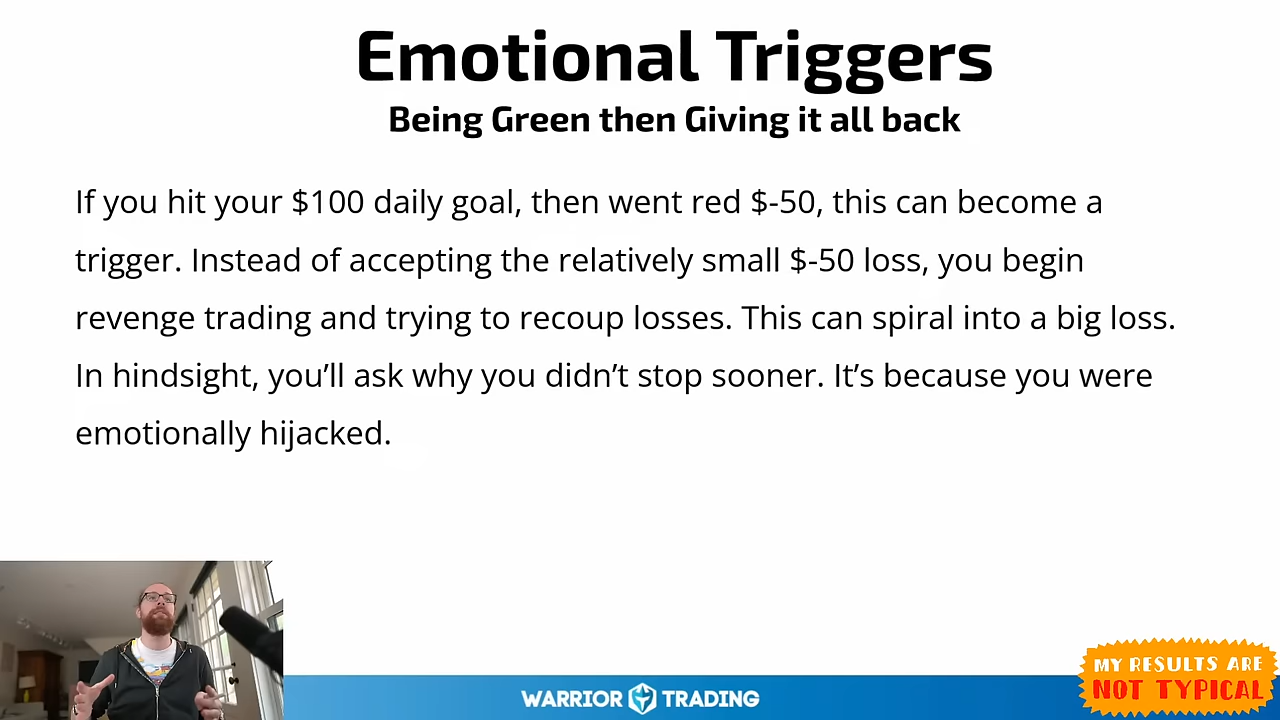 Emotional Triggers
Being Green then Giving it all back
If you hit your $100 daily goal, then went red $-50, this can become a
trigger. Instead of accepting the relatively small $-50 loss, you begin
revenge trading and trying to recoup losses. This can spiral into a big loss.
In hindsight, you’ll ask why you didn’t stop sooner. It’s because you were
emotionally hijacked.
WARRIOR TRADING
MY RESULTS ARE
NOT TYPICAL